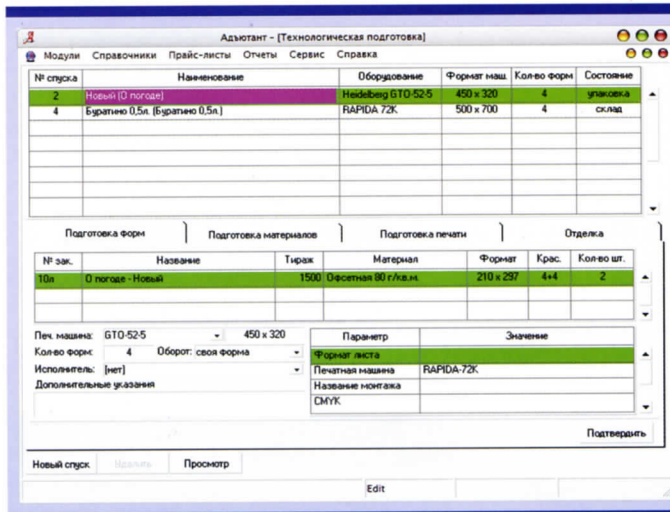 Адъютант - [Технологическая подготовка]
Модули Справочники Прайс-листы Отчеты Сервис Справка
№ спуска Наименование Оборудование Формат маш. Кол-во форм Состояние
2 Новый (О погоде) Heidelberg GTO-52-5 450 x 320 4 упаковка
4 Буратино 0,5л. (Буратино 0,5л.) RAPIDA 72K 500 x 700 4 склад
Подготовка форм Подготовка материалов Подготовка печати Отделка
№ зак. Название Тираж Материал Формат Крас. Кол-во шт.
10л О погоде - Новый 1500 Офсетная 80 г/кв.м. 210 x 297 4+4 2
Печ. машина: GTO-52-5 450 x 320 Параметр Значение
Кол-во форм: 4 Оборот: своя форма Формат листа
Исполнитель: [нет] Печатная машина RAPIDA-72K
Дополнительные указания Название монтажа
CMYK
Подтвердить
Новый спуск Удалить Просмотр
Edit